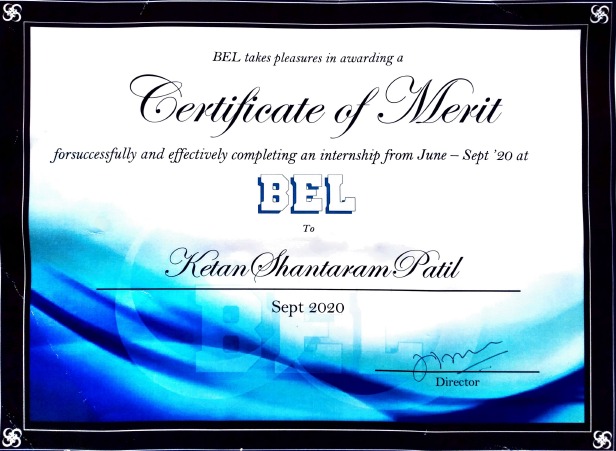 BEL takes pleasures in awarding a
Certificate of Merit
forsuccessfully and effectively completing an internship from June – Sept '20 at
BEL
To
Ketan Shantaram Patil
Sept 2020
BEL
Director